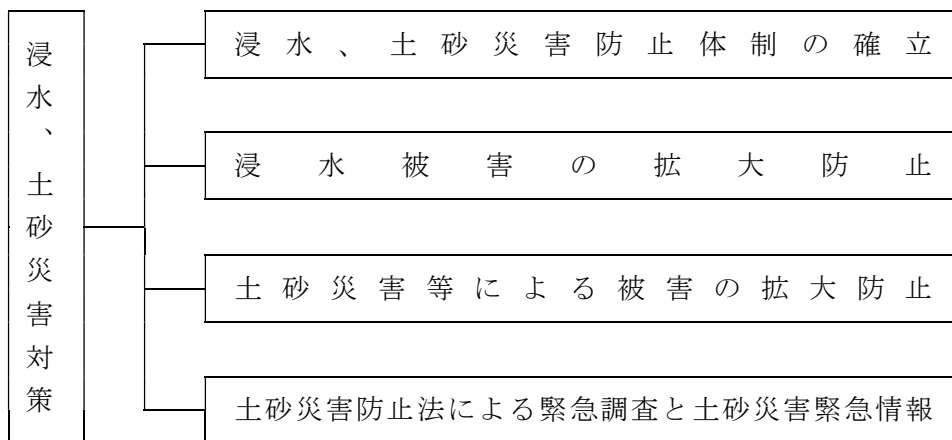 浸水、土砂災害対策
浸水、土砂災害防止体制の確立
浸水被害の拡大防止
土砂災害等による被害の拡大防止
土砂災害防止法による緊急調査と土砂災害緊急情報